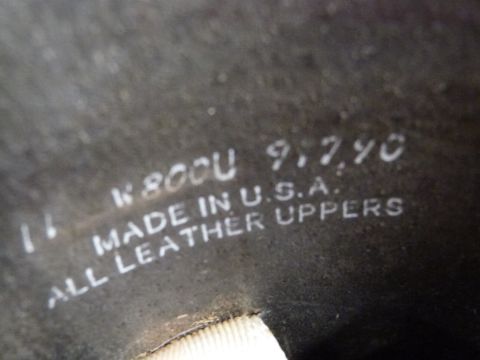 11 W800U 9.7.90
MADE IN U.S.A.
ALL LEATHER UPPERS